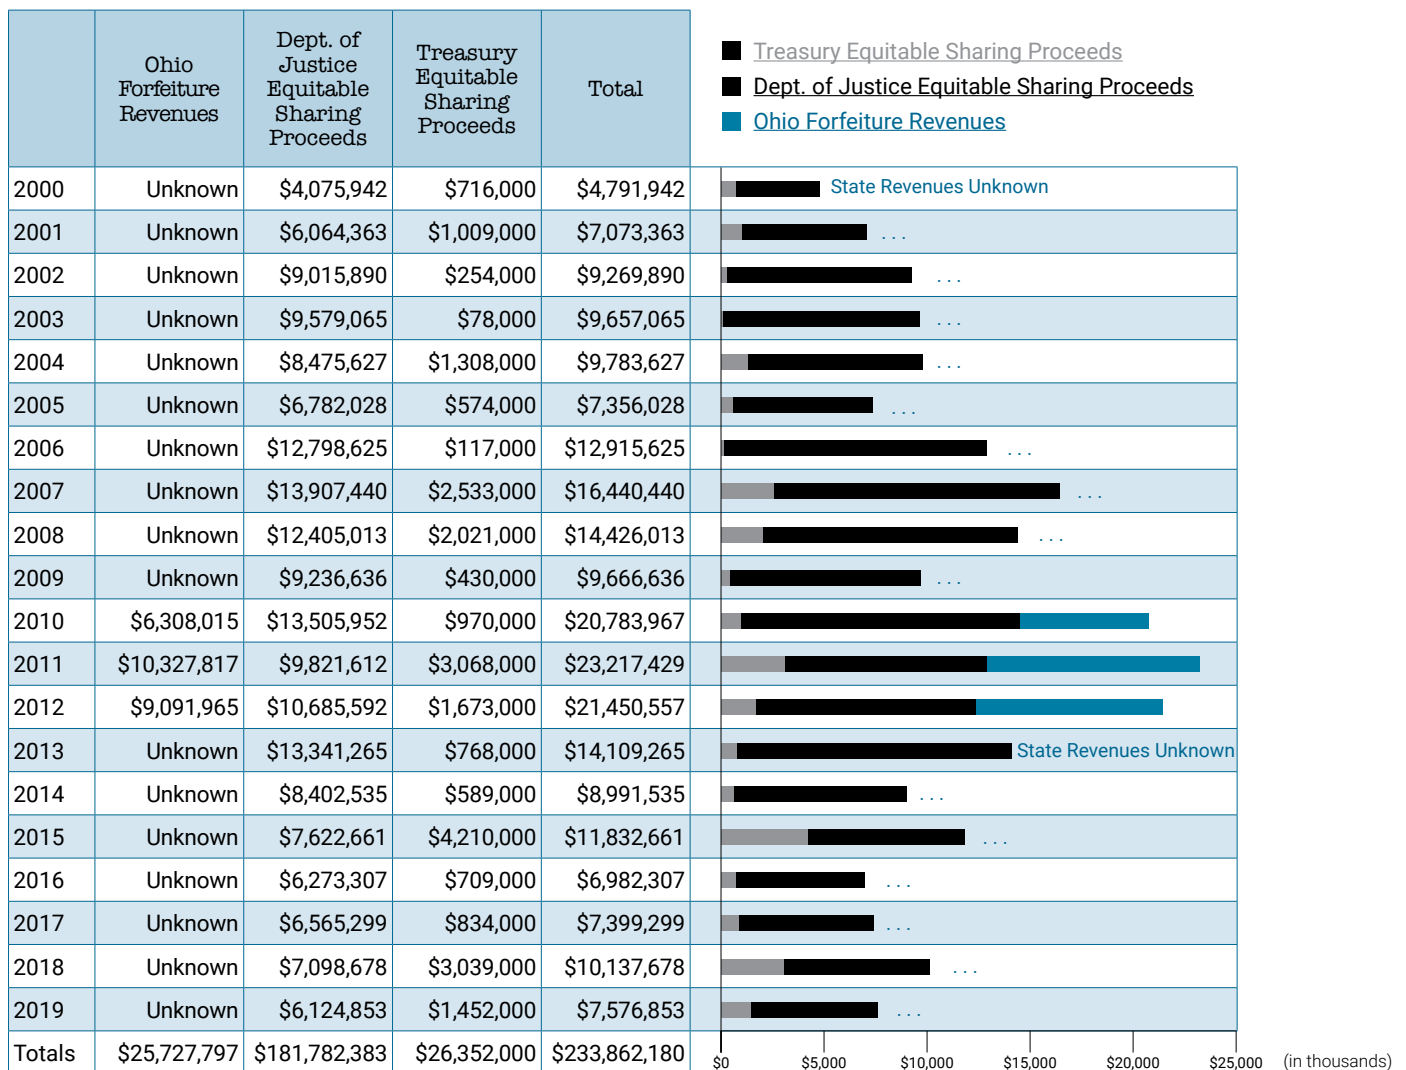 Ohio
Forfeiture
Revenues
Dept. of
Justice
Equitable
Sharing
Proceeds
Treasury
Equitable
Sharing
Proceeds
Total
Treasury Equitable Sharing Proceeds
Dept. of Justice Equitable Sharing Proceeds
Ohio Forfeiture Revenues
2000 Unknown $4,075,942 $716,000 $4,791,942 State Revenues Unknown
2001 Unknown $6,064,363 $1,009,000 $7,073,363 ...
2002 Unknown $9,015,890 $254,000 $9,269,890 ...
2003 Unknown $9,579,065 $78,000 $9,657,065 ...
2004 Unknown $8,475,627 $1,308,000 $9,783,627 ...
2005 Unknown $6,782,028 $574,000 $7,356,028 ...
2006 Unknown $12,798,625 $117,000 $12,915,625 ...
2007 Unknown $13,907,440 $2,533,000 $16,440,440 ...
2008 Unknown $12,405,013 $2,021,000 $14,426,013 ...
2009 Unknown $9,236,636 $430,000 $9,666,636 ...
2010 $6,308,015 $13,505,952 $970,000 $20,783,967
2011 $10,327,817 $9,821,612 $3,068,000 $23,217,429
2012 $9,091,965 $10,685,592 $1,673,000 $21,450,557
2013 Unknown $13,341,265 $768,000 $14,109,265 State Revenues Unknown
2014 Unknown $8,402,535 $589,000 $8,991,535 ...
2015 Unknown $7,622,661 $4,210,000 $11,832,661 ...
2016 Unknown $6,273,307 $709,000 $6,982,307 ...
2017 Unknown $6,565,299 $834,000 $7,399,299 ...
2018 Unknown $7,098,678 $3,039,000 $10,137,678 ...
2019 Unknown $6,124,853 $1,452,000 $7,576,853 ...
Totals $25,727,797 $181,782,383 $26,352,000 $233,862,180
$0 $5,000 $10,000 $15,000 $20,000 $25,000 (in thousands)